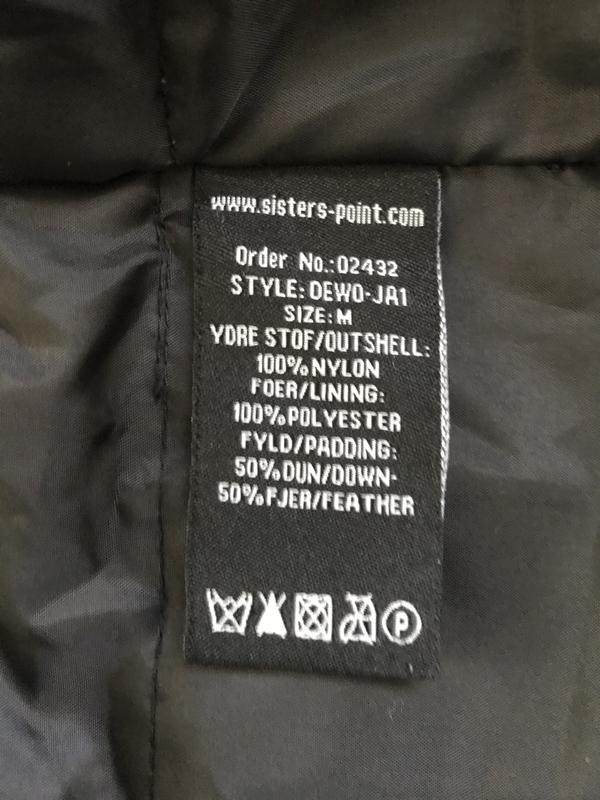 www.sisters-point.com
Order No.:02432
STYLE:DEWO-JA1
SIZE:M
YDRE STOF/OUTSHELL:
100%NYLON
FOER/LINING:
100%POLYESTER
FYLD/PADDING:
50%DUN/DOWN-
50%FJER/FEATHER
P